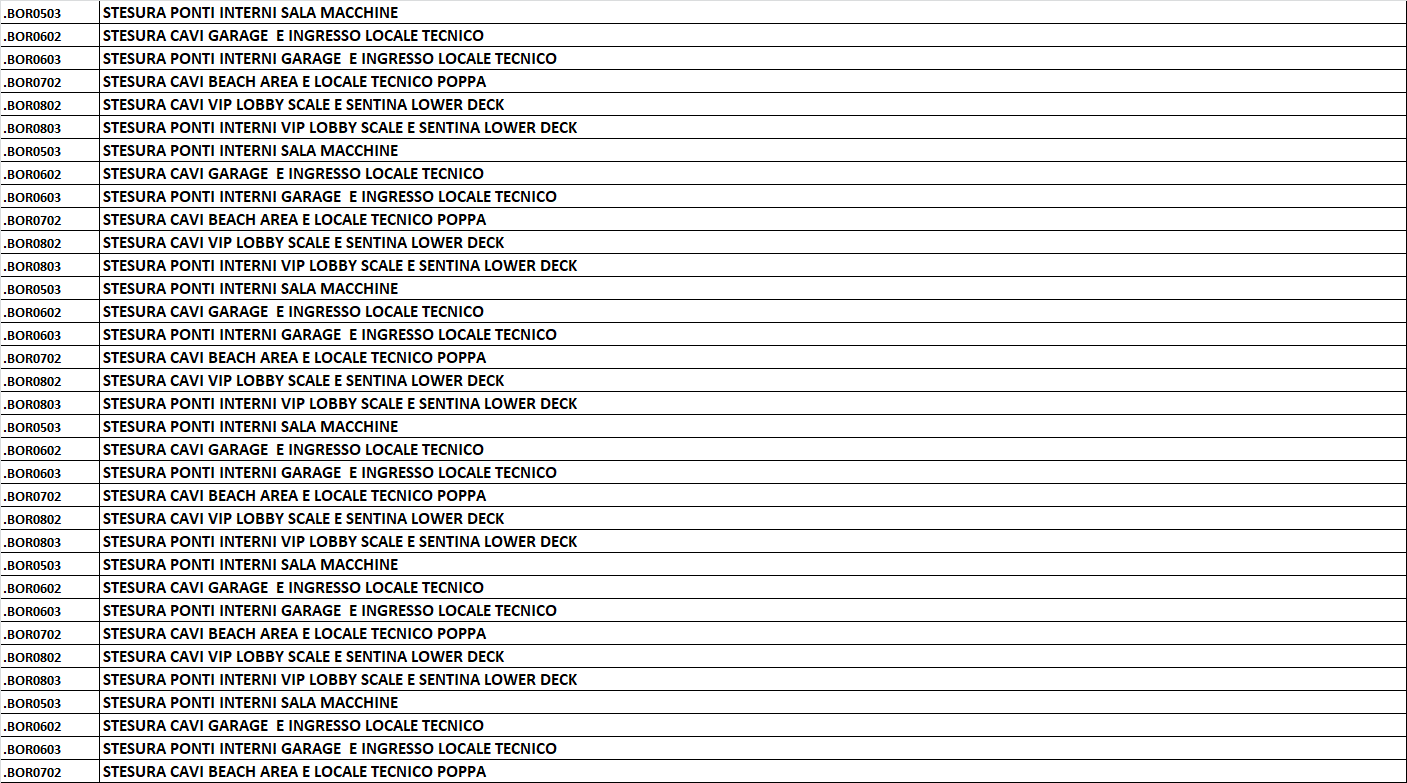 .BOR0503 STESURA PONTI INTERNI SALA MACCHINE
.BOR0602 STESURA CAVI GARAGE  E INGRESSO LOCALE TECNICO
.BOR0603 STESURA PONTI INTERNI GARAGE  E INGRESSO LOCALE TECNICO
.BOR0702 STESURA CAVI BEACH AREA E LOCALE TECNICO POPPA
.BOR0802 STESURA CAVI VIP LOBBY SCALE E SENTINA LOWER DECK
.BOR0803 STESURA PONTI INTERNI VIP LOBBY SCALE E SENTINA LOWER DECK
.BOR0503 STESURA PONTI INTERNI SALA MACCHINE
.BOR0602 STESURA CAVI GARAGE  E INGRESSO LOCALE TECNICO
.BOR0603 STESURA PONTI INTERNI GARAGE  E INGRESSO LOCALE TECNICO
.BOR0702 STESURA CAVI BEACH AREA E LOCALE TECNICO POPPA
.BOR0802 STESURA CAVI VIP LOBBY SCALE E SENTINA LOWER DECK
.BOR0803 STESURA PONTI INTERNI VIP LOBBY SCALE E SENTINA LOWER DECK
.BOR0503 STESURA PONTI INTERNI SALA MACCHINE
.BOR0602 STESURA CAVI GARAGE  E INGRESSO LOCALE TECNICO
.BOR0603 STESURA PONTI INTERNI GARAGE  E INGRESSO LOCALE TECNICO
.BOR0702 STESURA CAVI BEACH AREA E LOCALE TECNICO POPPA
.BOR0802 STESURA CAVI VIP LOBBY SCALE E SENTINA LOWER DECK
.BOR0803 STESURA PONTI INTERNI VIP LOBBY SCALE E SENTINA LOWER DECK
.BOR0503 STESURA PONTI INTERNI SALA MACCHINE
.BOR0602 STESURA CAVI GARAGE  E INGRESSO LOCALE TECNICO
.BOR0603 STESURA PONTI INTERNI GARAGE  E INGRESSO LOCALE TECNICO
.BOR0702 STESURA CAVI BEACH AREA E LOCALE TECNICO POPPA
.BOR0802 STESURA CAVI VIP LOBBY SCALE E SENTINA LOWER DECK
.BOR0803 STESURA PONTI INTERNI VIP LOBBY SCALE E SENTINA LOWER DECK
.BOR0503 STESURA PONTI INTERNI SALA MACCHINE
.BOR0602 STESURA CAVI GARAGE  E INGRESSO LOCALE TECNICO
.BOR0603 STESURA PONTI INTERNI GARAGE  E INGRESSO LOCALE TECNICO
.BOR0702 STESURA CAVI BEACH AREA E LOCALE TECNICO POPPA
.BOR0802 STESURA CAVI VIP LOBBY SCALE E SENTINA LOWER DECK
.BOR0803 STESURA PONTI INTERNI VIP LOBBY SCALE E SENTINA LOWER DECK
.BOR0503 STESURA PONTI INTERNI SALA MACCHINE
.BOR0602 STESURA CAVI GARAGE  E INGRESSO LOCALE TECNICO
.BOR0603 STESURA PONTI INTERNI GARAGE  E INGRESSO LOCALE TECNICO
.BOR0702 STESURA CAVI BEACH AREA E LOCALE TECNICO POPPA